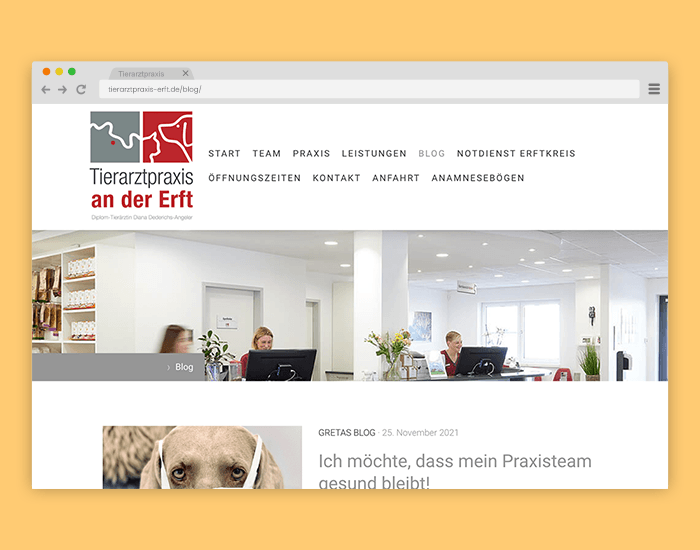 Tierarztpraxis
tierarztpraxis-erft.de/blog/
Tierarztpraxis
an der Erft
Diplom-Tierärztin Diana Dederichs-Angeler
START TEAM PRAXIS LEISTUNGEN BLOG NOTDIENST ERFTKREIS
ÖFFNUNGSZEITEN KONTAKT ANFAHRT ANAMNESEBÖGEN
› Blog
GRETAS BLOG · 25. November 2021
Ich möchte, dass mein Praxisteam
gesund bleibt!